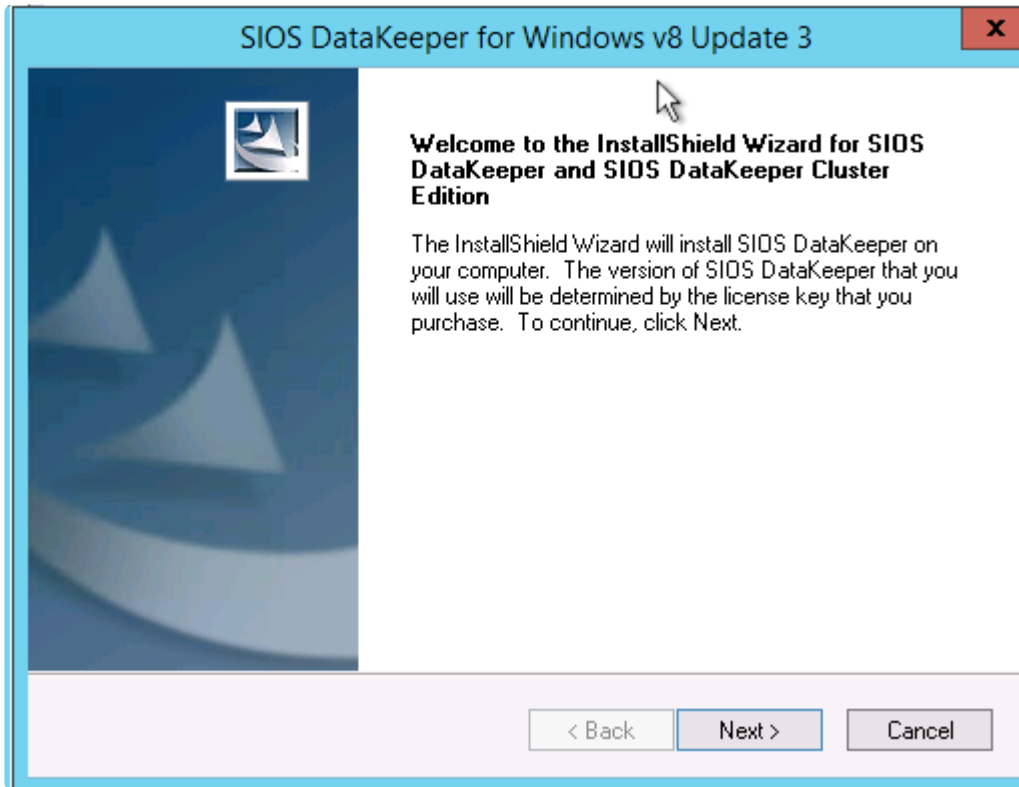 SIOS DataKeeper for Windows v8 Update 3
x
Welcome to the InstallShield Wizard for SIOS
DataKeeper and SIOS DataKeeper Cluster
Edition
The InstallShield Wizard will install SIOS DataKeeper on
your computer.  The version of SIOS DataKeeper that you
will use will be determined by the license key that you
purchase.  To continue, click Next.
< Back
Next >
Cancel